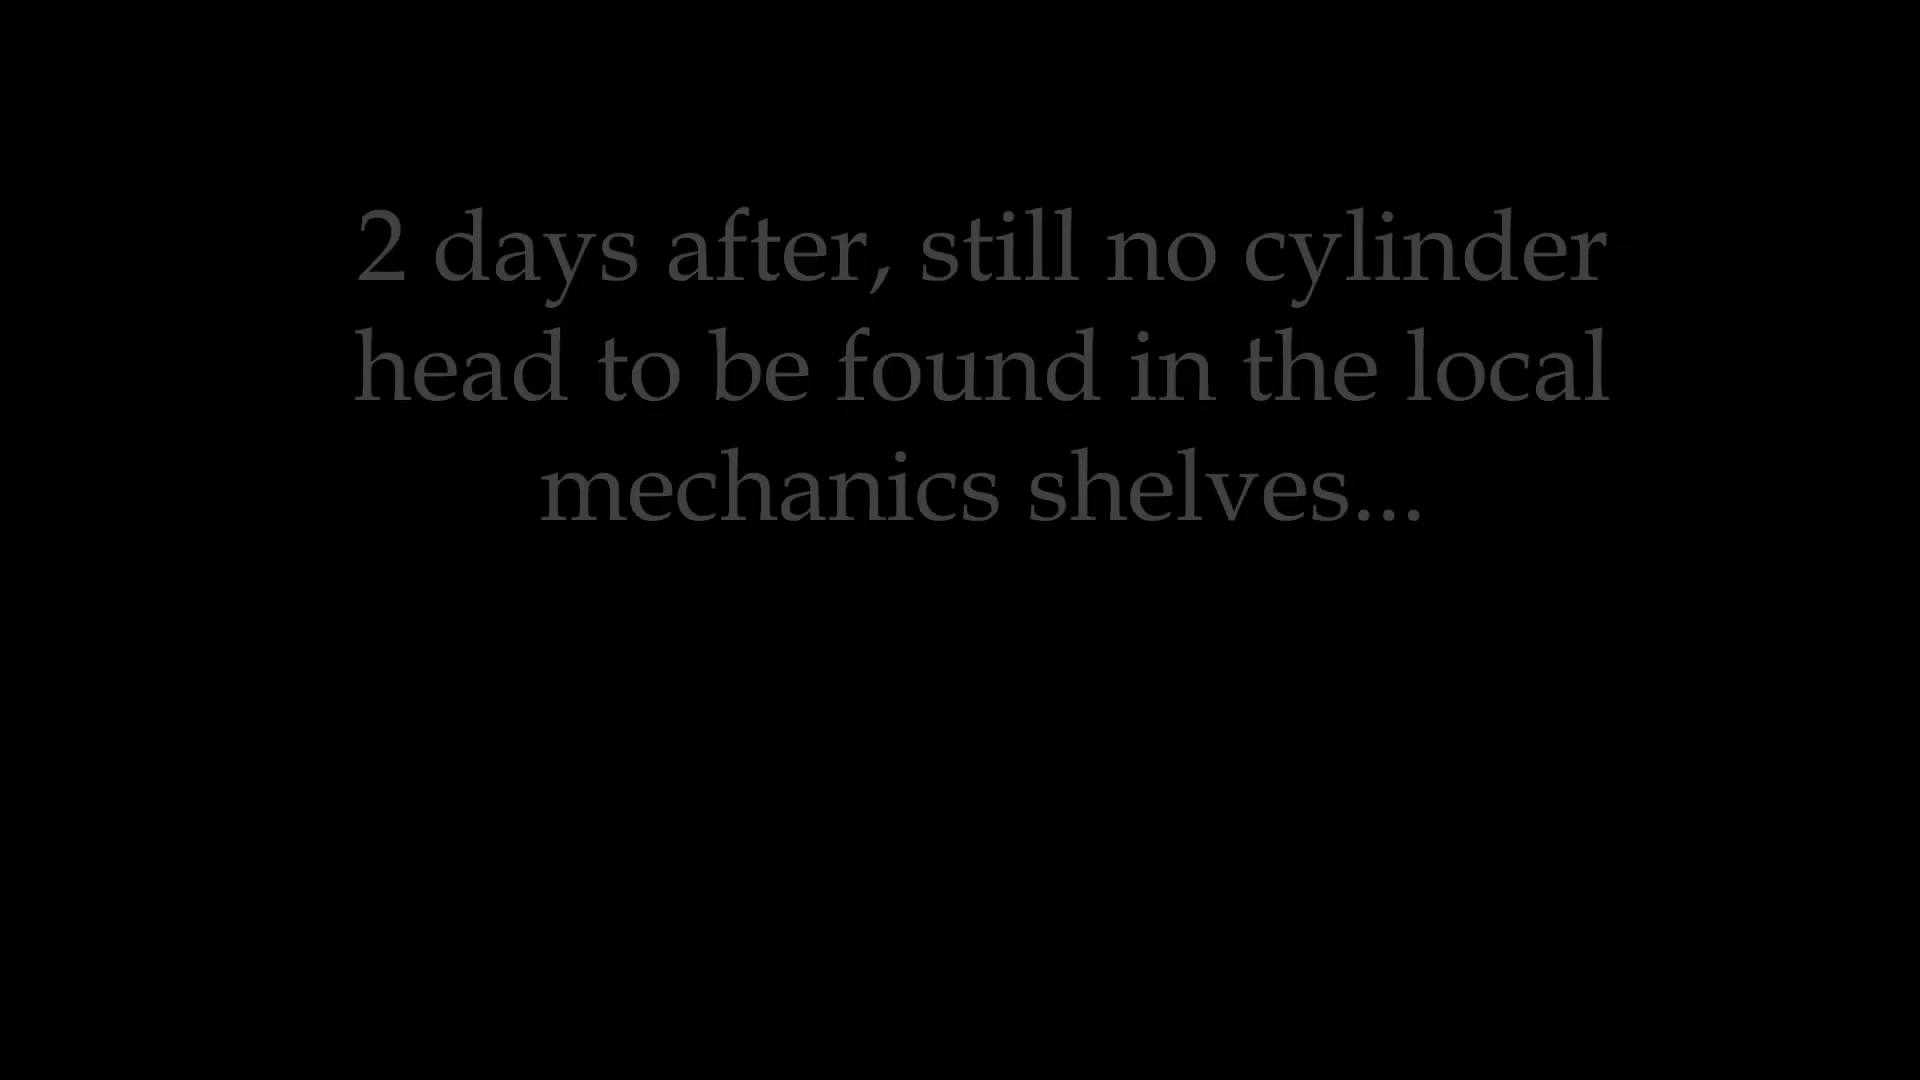 2 days after, still no cylinder
head to be found in the local
mechanics shelves...